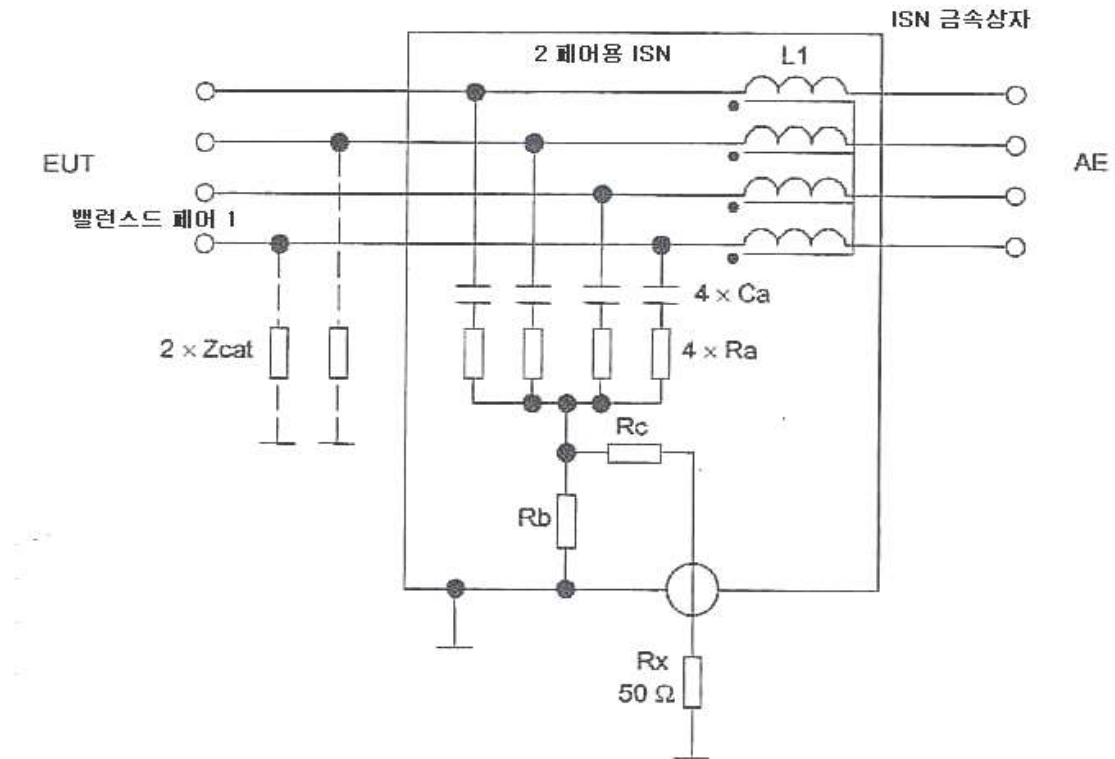 ISN 금속상자
2 페어용 ISN
L1
EUT
AE
밸런스드 페어 1
4 × Ca
2 × Zcat
4 × Ra
Rc
Rb
Rx
50 Ω